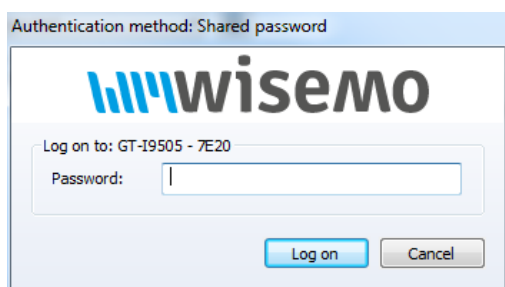 Authentication method: Shared password
wisemo
Log on to: GT-I9505 - 7E20
Password:
Log on Cancel